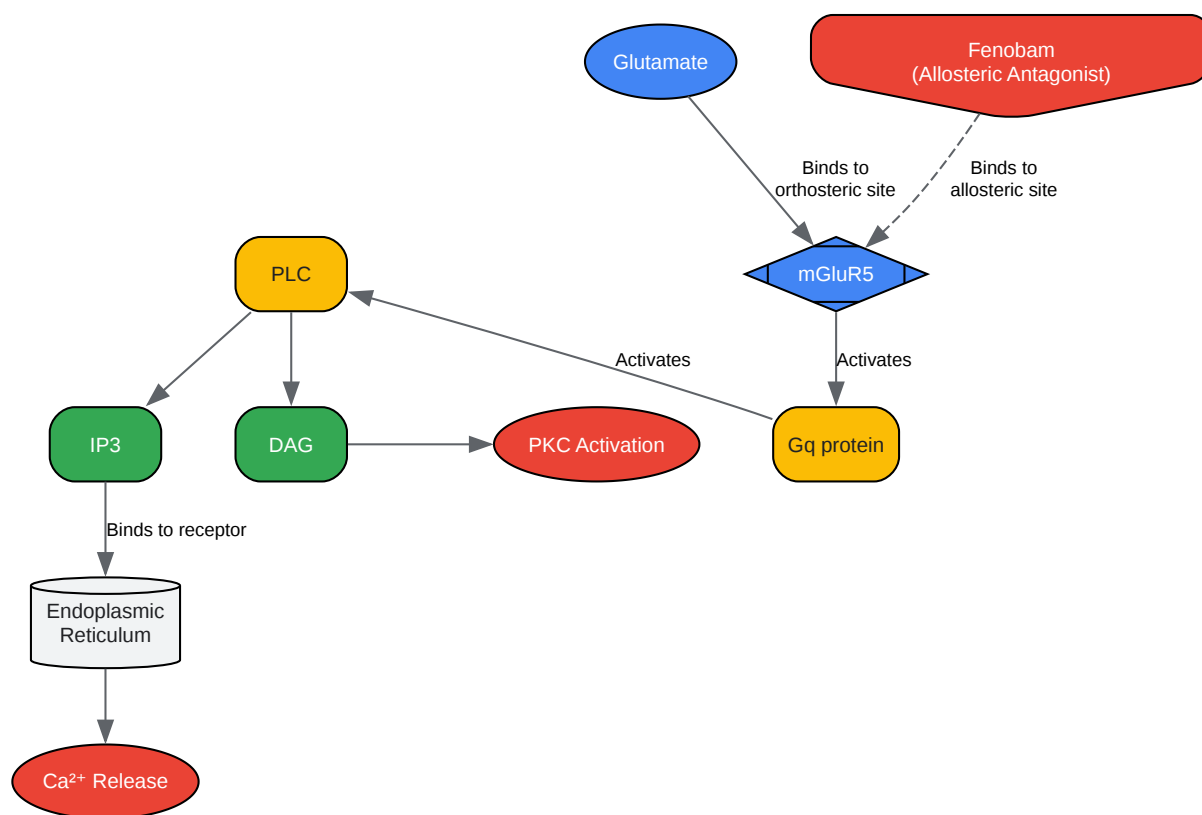 Glutamate
Fenobam
(Allosteric Antagonist)
Binds to
orthosteric site
Binds to
allosteric site
PLC
mGluR5
Activates
Activates
IP3
DAG
PKC Activation
Gq protein
Binds to receptor
Endoplasmic
Reticulum
Ca²⁺ Release